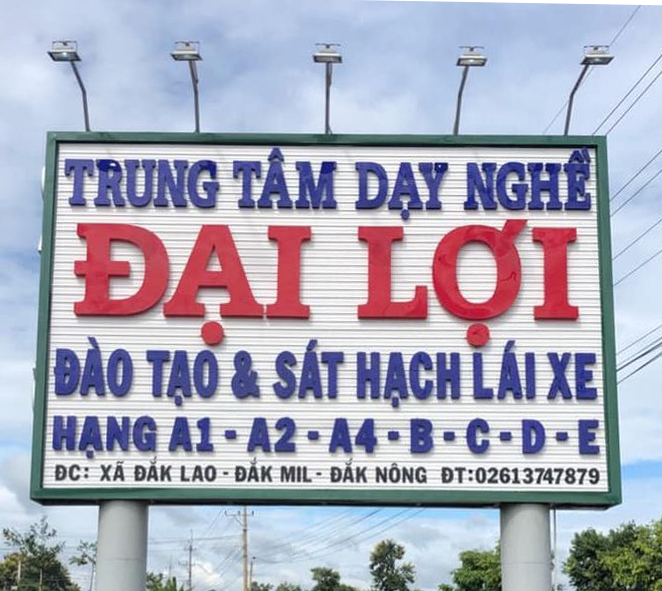 TRUNG TÂM DẠY NGHỀ
ĐẠI LỢI
ĐÀO TẠO & SÁT HẠCH LÁI XE
HẠNG A1 - A2 - A4 - B - C - D - E
ĐC: XÃ ĐẮK LAO - ĐẮK MIL - ĐẮK NÔNG ĐT:02613747879